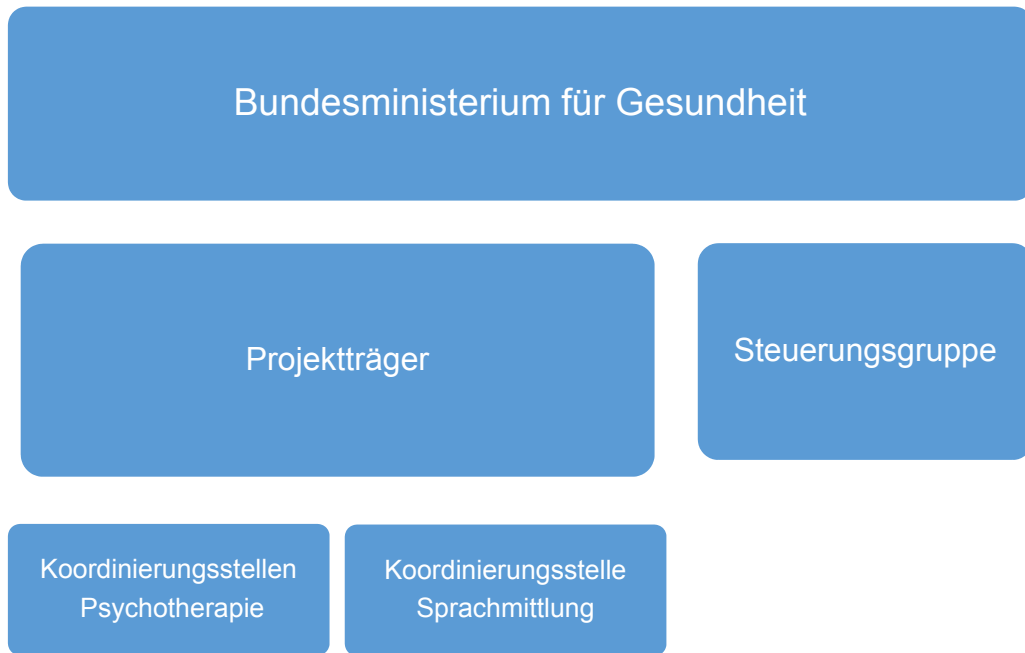 Bundesministerium für Gesundheit
Projektträger
Steuerungsgruppe
Koordinierungsstellen
Psychotherapie
Koordinierungsstelle
Sprachmittlung